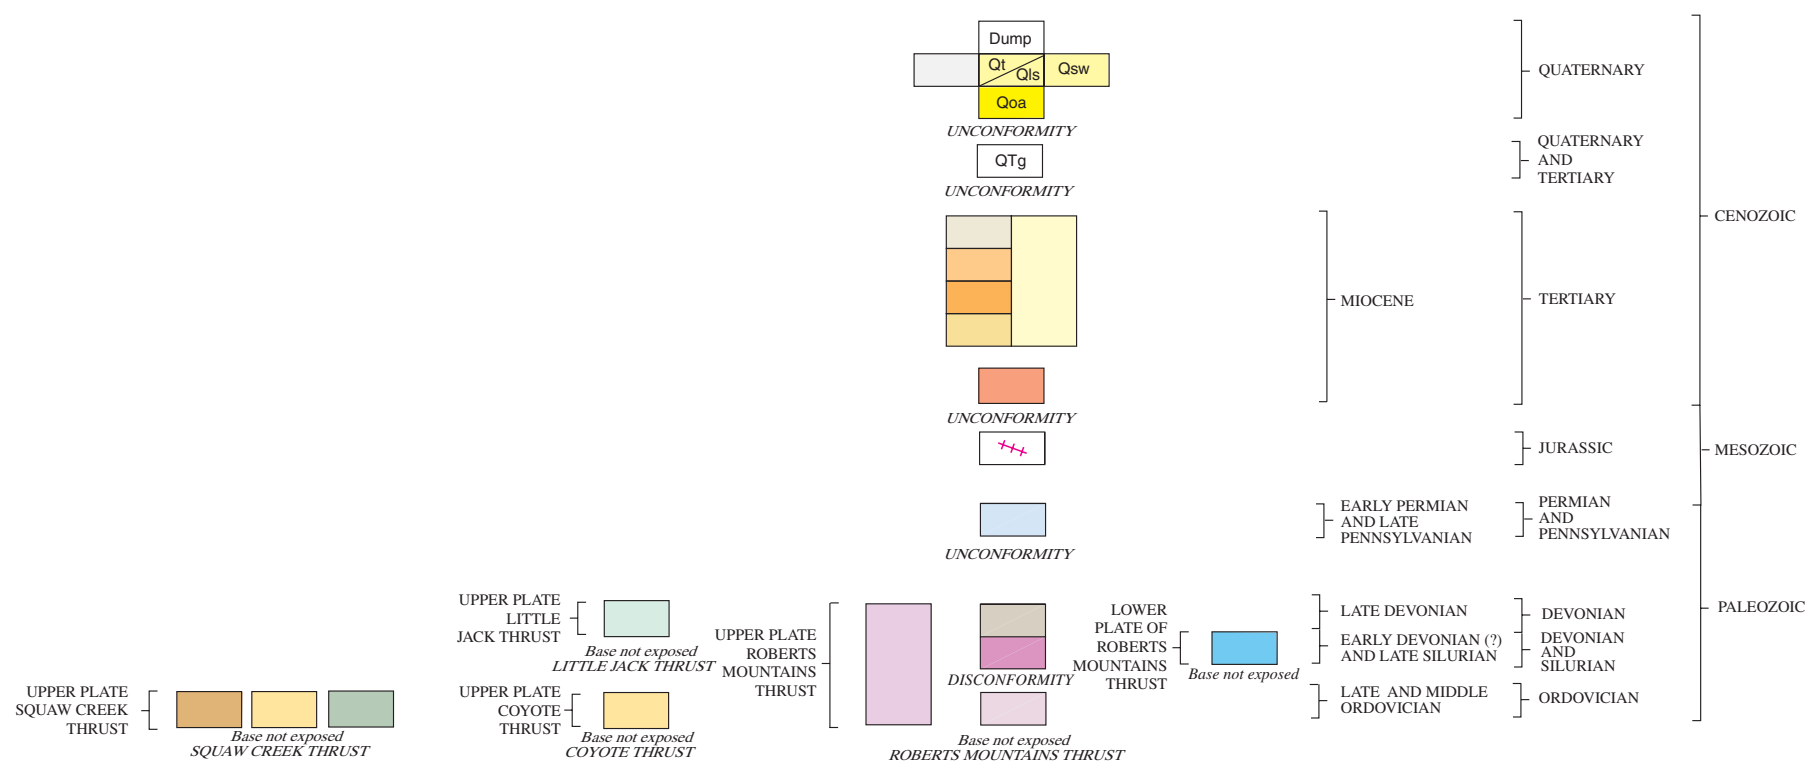 Dump
Qt
Qls
Qsw
Qoa
UNCONFORMITY
QUATERNARY
QTg
UNCONFORMITY
QUATERNARY
AND
TERTIARY
CENOZOIC
MIOCENE
TERTIARY
UNCONFORMITY
JURASSIC
MESOZOIC
EARLY PERMIAN
AND LATE
PENNSYLVANIAN
PERMIAN
AND
PENNSYLVANIAN
UNCONFORMITY
UPPER PLATE
LITTLE
JACK THRUST
Base not exposed
LITTLE JACK THRUST
UPPER PLATE
ROBERTS
MOUNTAINS
THRUST
DISCONFORMITY
LOWER
PLATE OF
ROBERTS
MOUNTAINS
THRUST
Base not exposed
LATE DEVONIAN
DEVONIAN
EARLY DEVONIAN (?)
AND LATE SILURIAN
DEVONIAN
AND
SILURIAN
PALEOZOIC
UPPER PLATE
SQUAW CREEK
THRUST
Base not exposed
SQUAW CREEK THRUST
UPPER PLATE
COYOTE
THRUST
Base not exposed
COYOTE THRUST
Base not exposed
ROBERTS MOUNTAINS THRUST
LATE AND MIDDLE
ORDOVICIAN
ORDOVICIAN